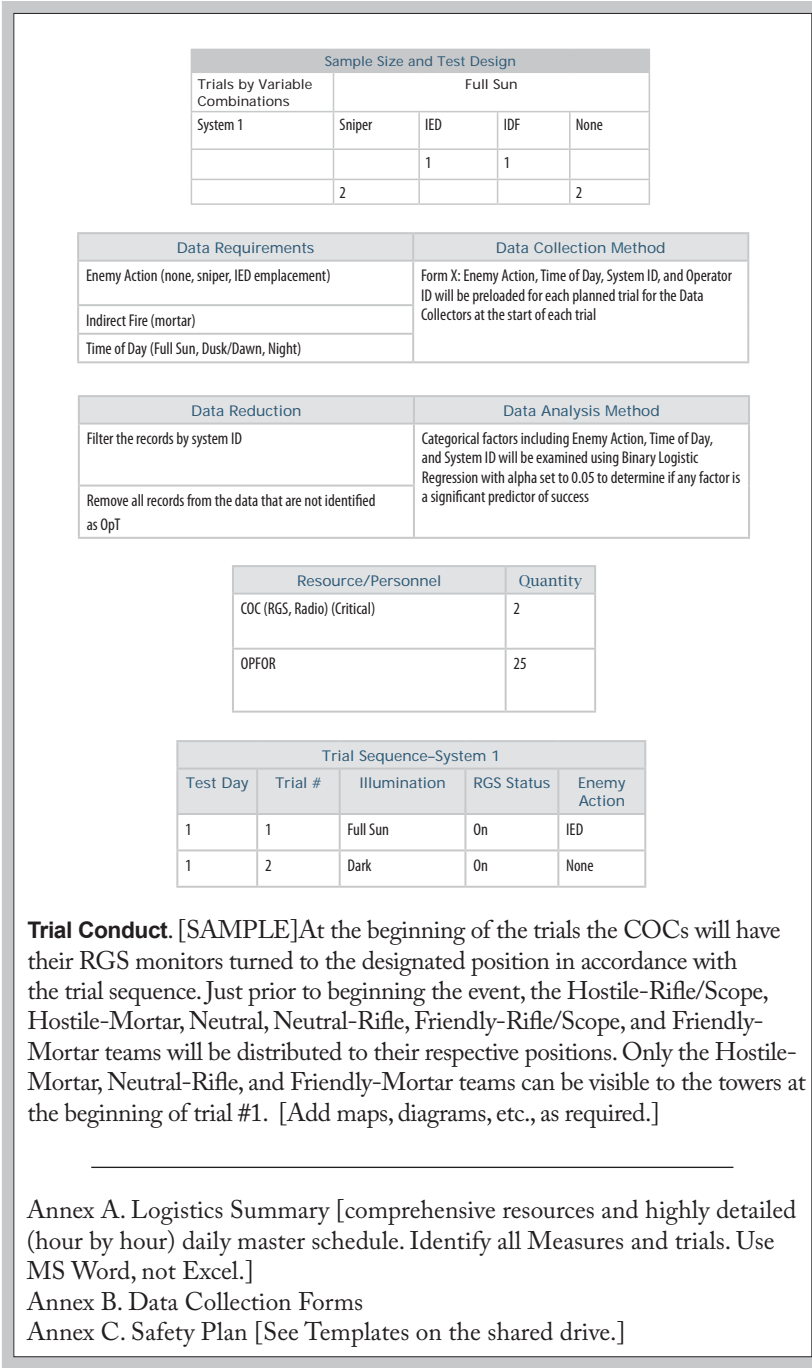 Sample Size and Test Design
Trials by Variable Full Sun
Combinations
System 1 Sniper IED IDF None
1 1
2 2
Data Requirements Data Collection Method
Enemy Action (none, sniper, IED emplacement) Form X: Enemy Action, Time of Day, System ID, and Operator
ID will be preloaded for each planned trial for the Data
Indirect Fire (mortar) Collectors at the start of each trial
Time of Day (Full Sun, Dusk/Dawn, Night)
Data Reduction Data Analysis Method
Filter the records by system ID Categorical factors including Enemy Action, Time of Day,
and System ID will be examined using Binary Logistic
Regression with alpha set to 0.05 to determine if any factor is
Remove all records from the data that are not identified a significant predictor of success
as OpT
Resource/Personnel Quantity
COC (RGS, Radio) (Critical) 2
OPFOR 25
Trial Sequence–System 1
Test Day Trial # Illumination RGS Status Enemy
Action
1 1 Full Sun On IED
1 2 Dark On None
Trial Conduct. [SAMPLE]At the beginning of the trials the COCs will have
their RGS monitors turned to the designated position in accordance with
the trial sequence. Just prior to beginning the event, the Hostile-Rifle/Scope,
Hostile-Mortar, Neutral, Neutral-Rifle, Friendly-Rifle/Scope, and Friendly-
Mortar teams will be distributed to their respective positions. Only the Hostile-
Mortar, Neutral-Rifle, and Friendly-Mortar teams can be visible to the towers at
the beginning of trial #1. [Add maps, diagrams, etc., as required.]
Annex A. Logistics Summary [comprehensive resources and highly detailed
(hour by hour) daily master schedule. Identify all Measures and trials. Use
MS Word, not Excel.]
Annex B. Data Collection Forms
Annex C. Safety Plan [See Templates on the shared drive.]